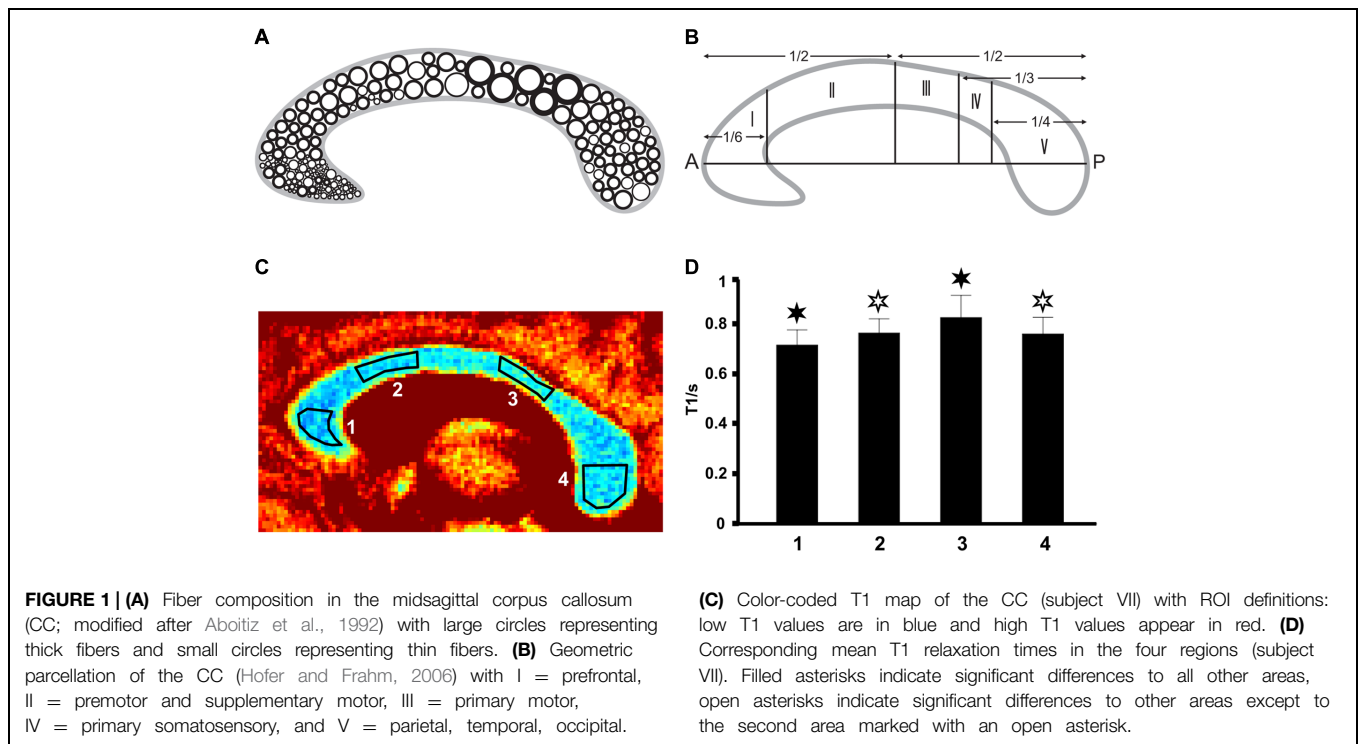 A
B
1/2
1/2
1/3
I
II
III
IV
1/6
1/4
V
A
P
C
1
2
3
4
D
1
0.8
0.6
0.4
0.2
0
T1/s
1 2 3 4
FIGURE 1 | (A) Fiber composition in the midsagittal corpus callosum
(CC; modified after Aboitiz et al., 1992) with large circles representing
thick fibers and small circles representing thin fibers. (B) Geometric
parcellation of the CC (Hofer and Frahm, 2006) with I = prefrontal,
II = premotor and supplementary motor, III = primary motor,
IV = primary somatosensory, and V = parietal, temporal, occipital.
(C) Color-coded T1 map of the CC (subject VII) with ROI definitions:
low T1 values are in blue and high T1 values appear in red. (D)
Corresponding mean T1 relaxation times in the four regions (subject
VII). Filled asterisks indicate significant differences to all other areas,
open asterisks indicate significant differences to other areas except to
the second area marked with an open asterisk.